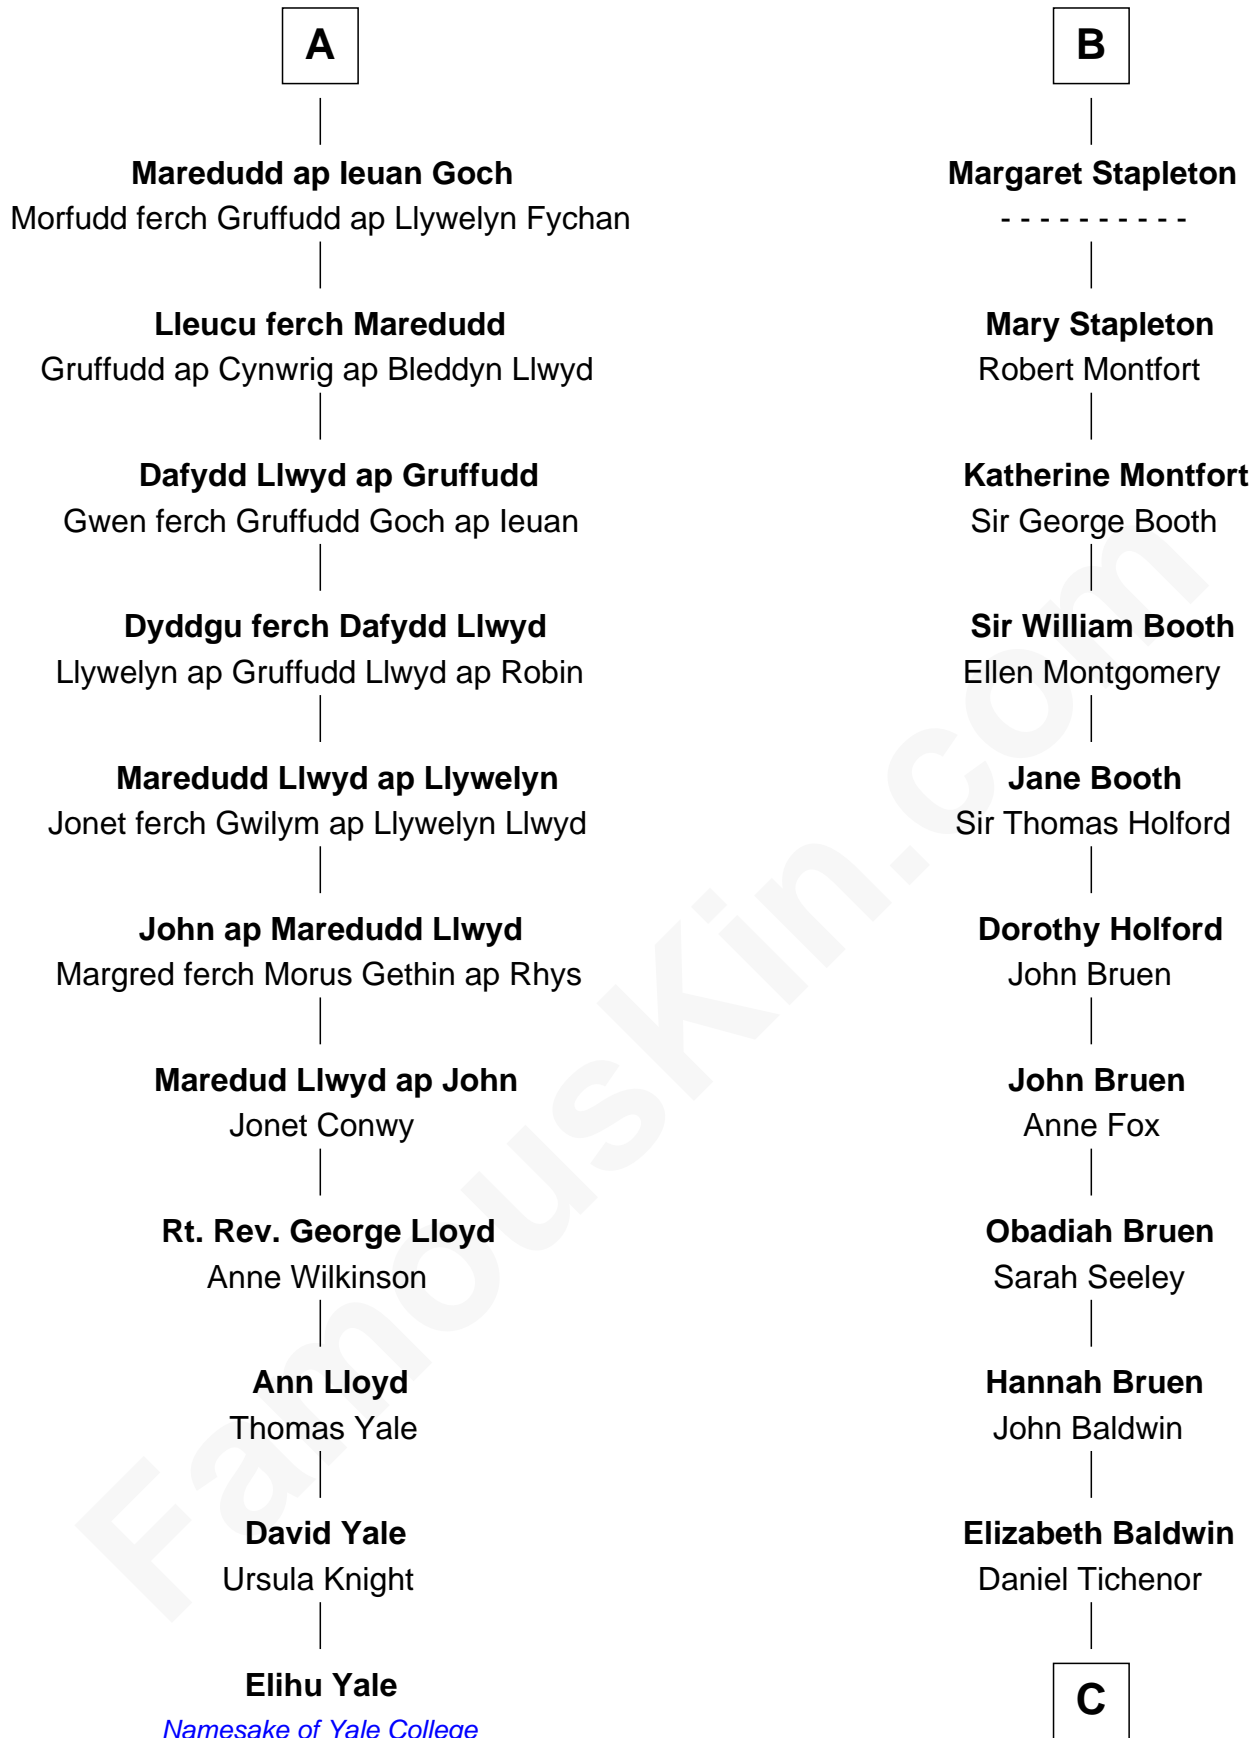 A
Maredudd ap Ieuan Goch
Morfudd ferch Gruffudd ap Llywelyn Fychan
Lleucu ferch Maredudd
Gruffudd ap Cynwrig ap Bleddyn Llwyd
Dafydd Llwyd ap Gruffudd
Gwen ferch Gruffudd Goch ap Ieuan
Dyddgu ferch Dafydd Llwyd
Llywelyn ap Gruffudd Llwyd ap Robin
Maredudd Llwyd ap Llywelyn
Jonet ferch Gwilym ap Llywelyn Llwyd
John ap Maredudd Llwyd
Margred ferch Morus Gethin ap Rhys
Maredud Llwyd ap John
Jonet Conwy
Rt. Rev. George Lloyd
Anne Wilkinson
Ann Lloyd
Thomas Yale
David Yale
Ursula Knight
Elihu Yale
Namesake of Yale College
B
Margaret Stapleton
- - - - - - - - - -
Mary Stapleton
Robert Montfort
Katherine Montfort
Sir George Booth
Sir William Booth
Ellen Montgomery
Jane Booth
Sir Thomas Holford
Dorothy Holford
John Bruen
John Bruen
Anne Fox
Obadiah Bruen
Sarah Seeley
Hannah Bruen
John Baldwin
Elizabeth Baldwin
Daniel Tichenor
C
FamousKin.com